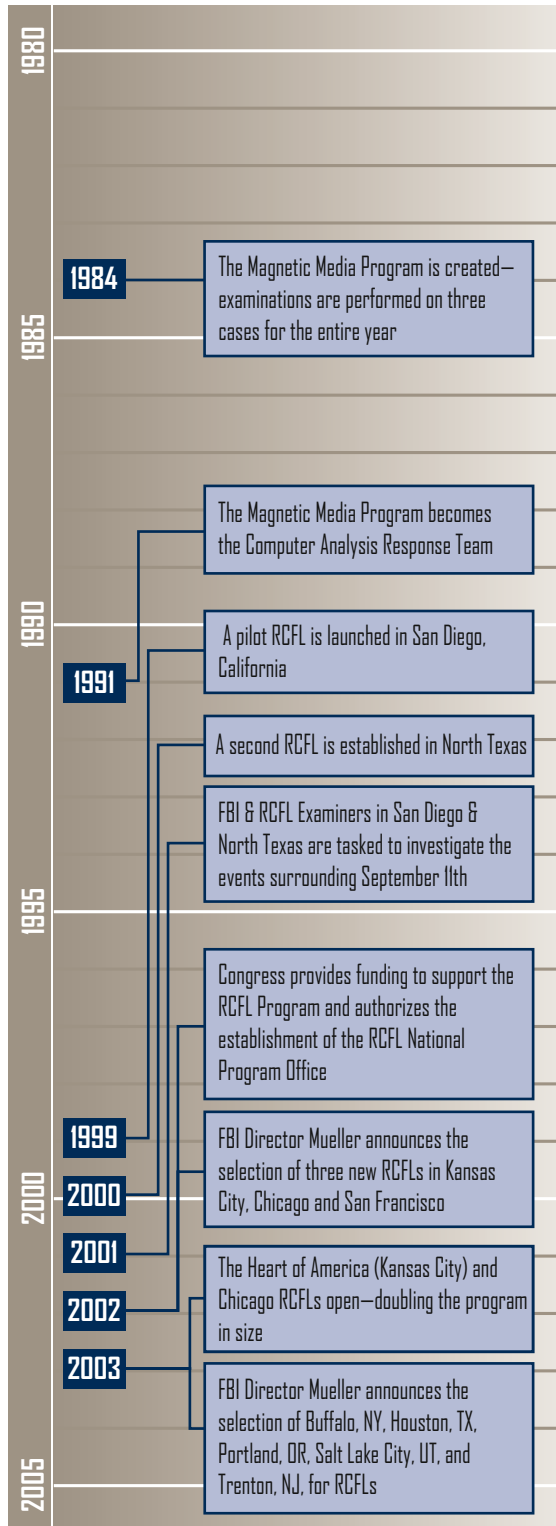 1980
1984
The Magnetic Media Program is created—
examinations are performed on three
cases for the entire year
1985
The Magnetic Media Program becomes
the Computer Analysis Response Team
1990
A pilot RCFL is launched in San Diego,
California
1991
A second RCFL is established in North Texas
FBI & RCFL Examiners in San Diego &
North Texas are tasked to investigate the
events surrounding September 11th
1995
Congress provides funding to support the
RCFL Program and authorizes the
establishment of the RCFL National
Program Office
1999
FBI Director Mueller announces the
selection of three new RCFLs in Kansas
City, Chicago and San Francisco
2000
2000
2001
The Heart of America (Kansas City) and
Chicago RCFLs open—doubling the program
in size
2002
2003
FBI Director Mueller announces the
selection of Buffalo, NY, Houston, TX,
Portland, OR, Salt Lake City, UT, and
Trenton, NJ, for RCFLs
2005